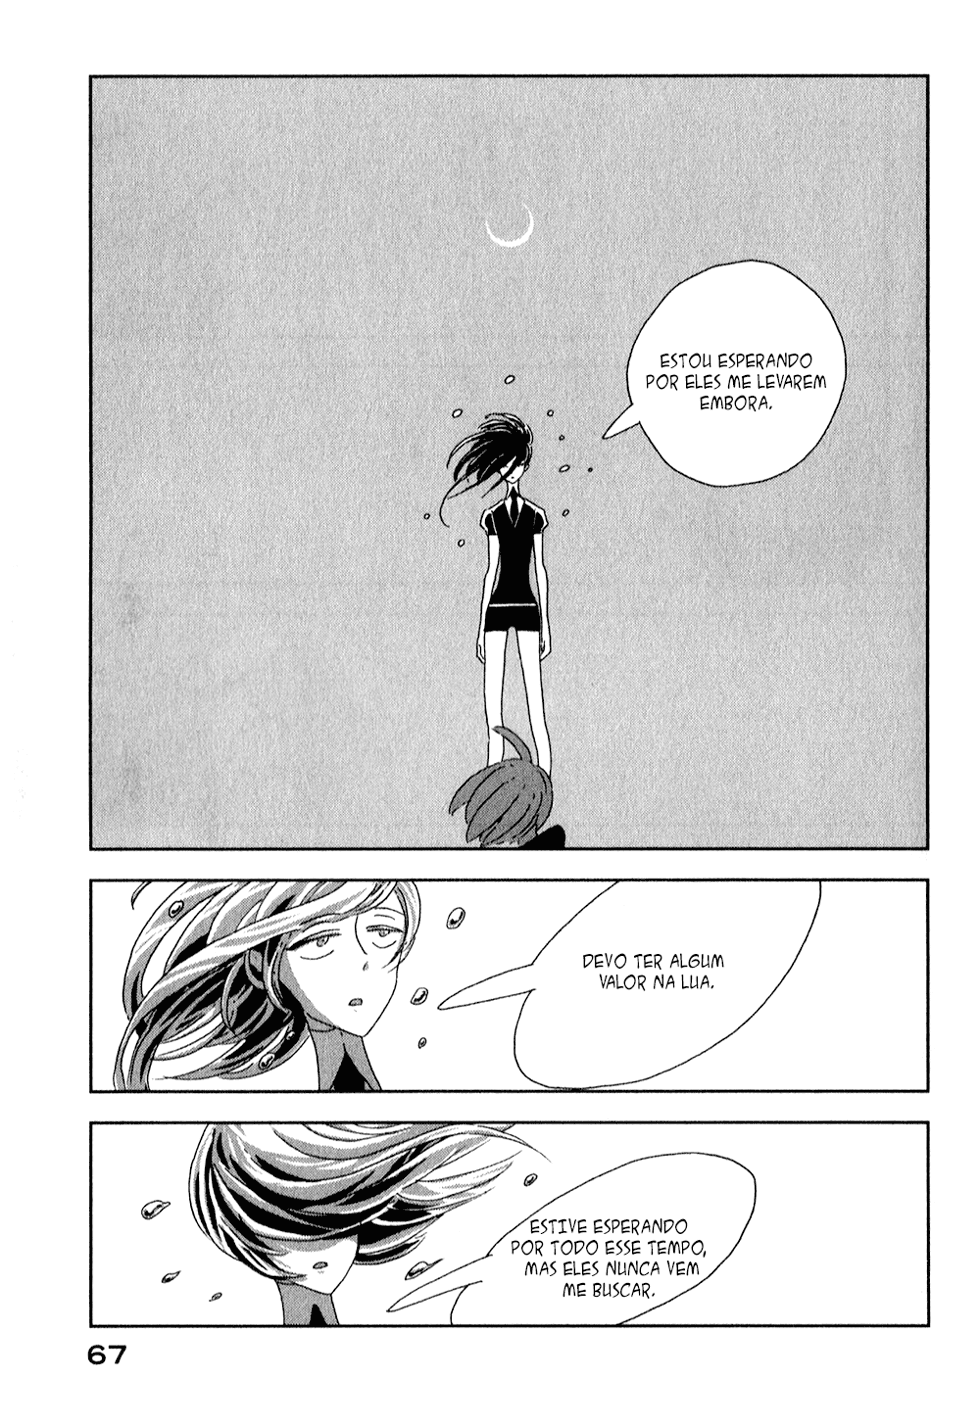 ESTOU ESPERANDO
POR ELES ME LEVAREM
EMBORA.
DEVO TER ALGUM
VALOR NA LUA.
ESTIVE ESPERANDO
POR TODO ESSE TEMPO,
MAS ELES NUNCA VEM
ME BUSCAR.
67